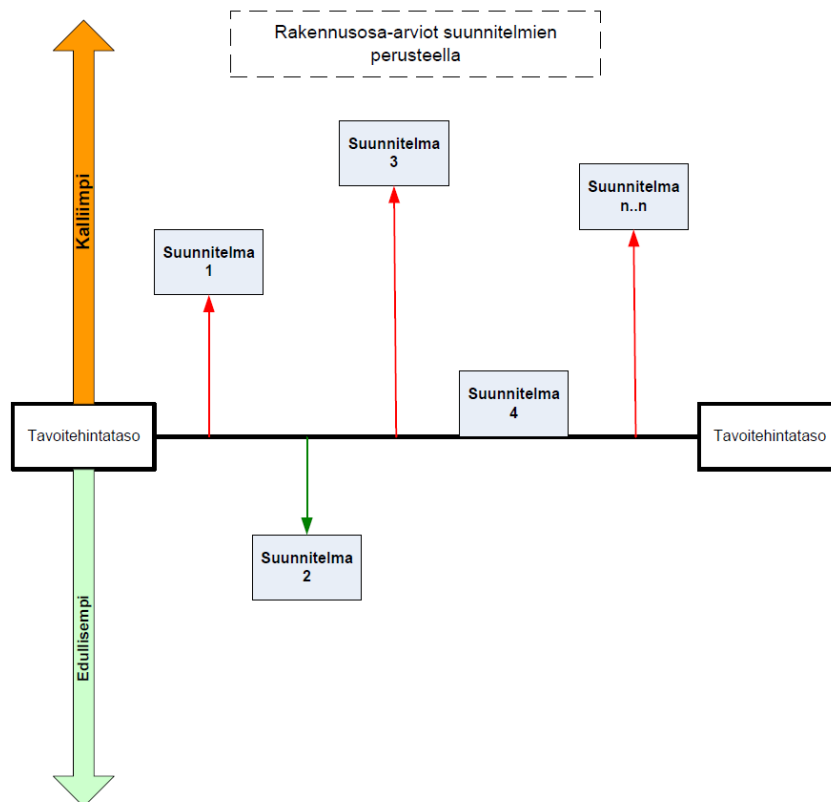 Rakennusosa-arviot suunnitelmien
perusteella
Kalliimpi
Suunnitelma
3
Suunnitelma
n..n
Suunnitelma
1
Suunnitelma
4
Tavoitehintataso
Tavoitehintataso
Suunnitelma
2
Edullisempi